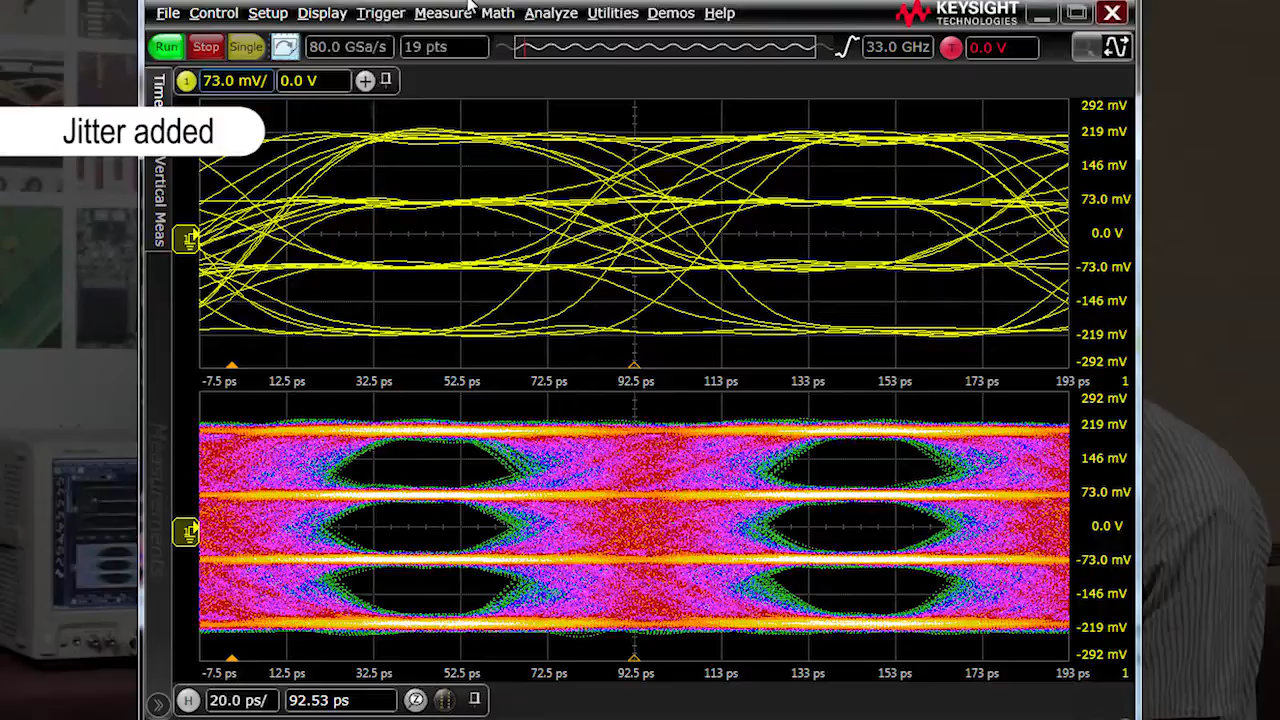 File Control Setup Display Trigger Measure Math Analyze Utilities Demos Help
KEYSIGHT
TECHNOLOGIES
Run Stop Single 80.0 GSa/s 19 pts 33.0 GHz T 0.0 V
1 73.0 mV/ 0.0 V
Jitter added
Time
Vertical Meas
292 mV
219 mV
146 mV
73.0 mV
0.0 V
-73.0 mV
-146 mV
-219 mV
-292 mV
-7.5 ps 12.5 ps 32.5 ps 52.5 ps 72.5 ps 92.5 ps 113 ps 133 ps 153 ps 173 ps 193 ps 1
292 mV
219 mV
146 mV
73.0 mV
0.0 V
-73.0 mV
-146 mV
-219 mV
-292 mV
Measurements
-7.5 ps 12.5 ps 32.5 ps 52.5 ps 72.5 ps 92.5 ps 113 ps 133 ps 153 ps 173 ps 193 ps 1
H 20.0 ps/ 92.53 ps